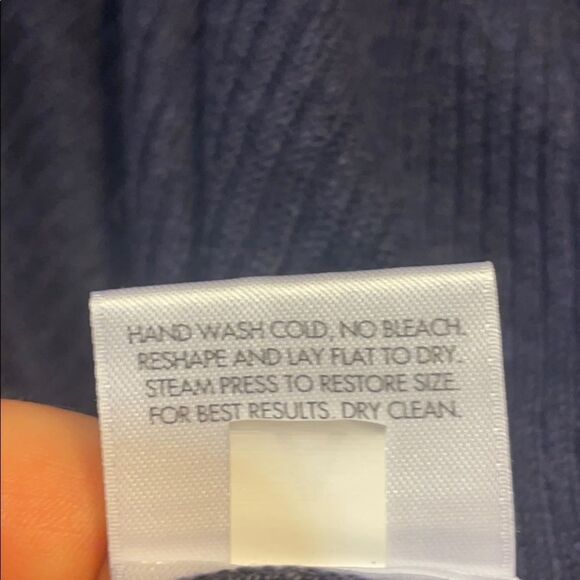 HAND WASH COLD, NO BLEACH.
RESHAPE AND LAY FLAT TO DRY.
STEAM PRESS TO RESTORE SIZE.
FOR BEST RESULTS, DRY CLEAN.